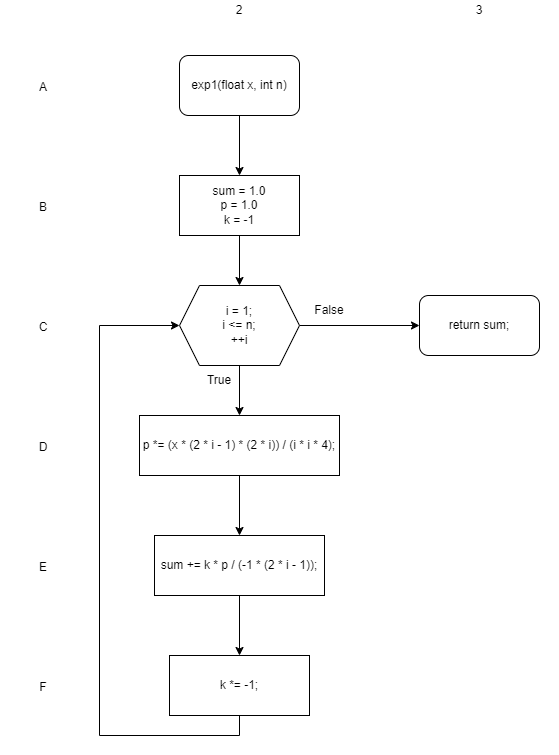 2 3
A
exp1(float x, int n)
B
sum = 1.0
p = 1.0
k = -1
C
i = 1;
i <= n;
++i
False
return sum;
True
D
p *= (x * (2 * i - 1) * (2 * i)) / (i * i * 4);
E
sum += k * p / (-1 * (2 * i - 1));
F
k *= -1;